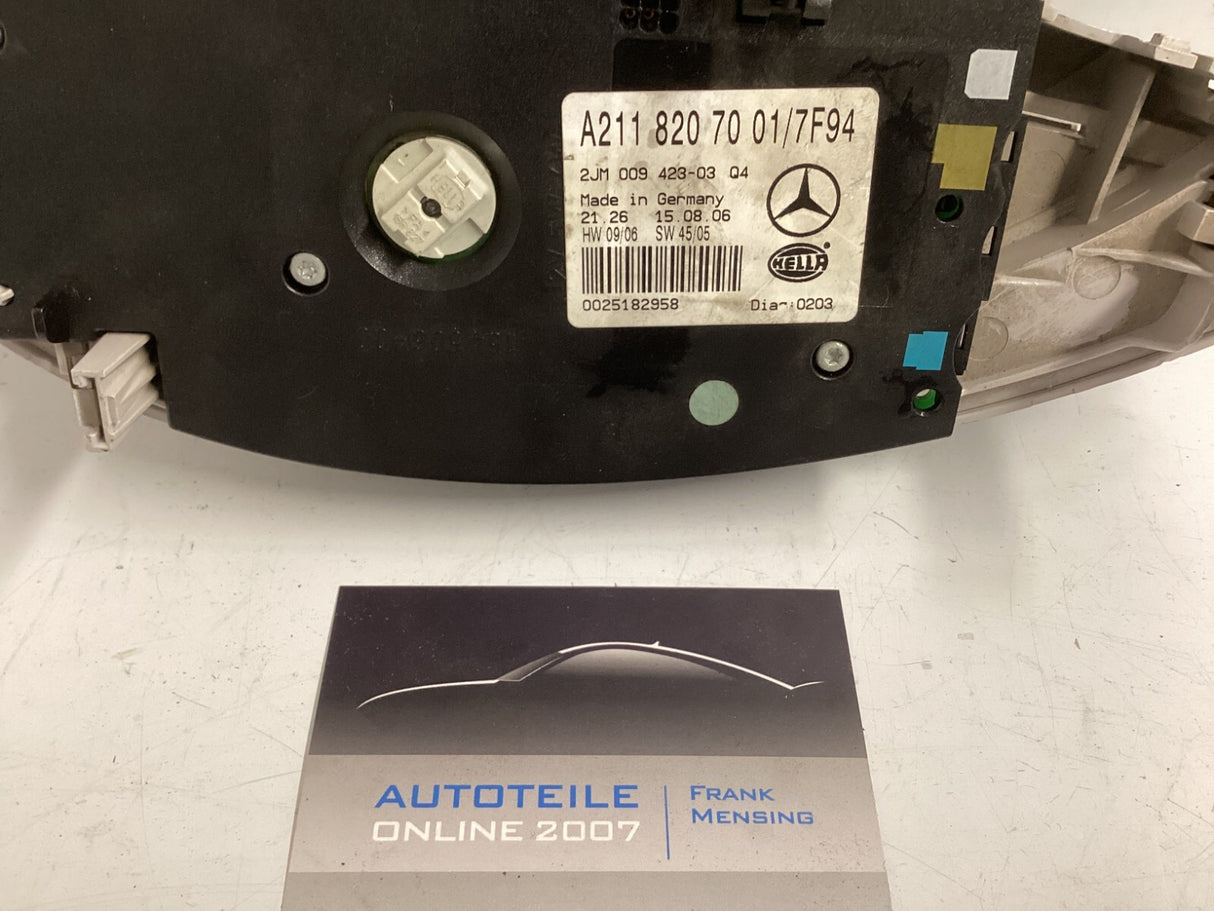 A211 820 70 01/7F94
2JM 009 423-03 Q4
Made in Germany
21.26 15.08.06
HW 09/06 SW 45/05
HELLA
0025182958 Diag:0203
AUTOTEILE
ONLINE 2007
FRANK
MENSING